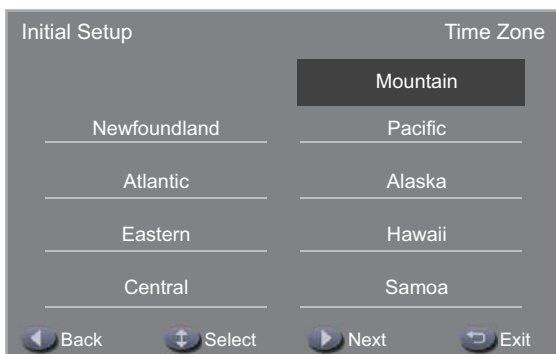 Initial Setup Time Zone
Mountain
Newfoundland Pacific
Atlantic Alaska
Eastern Hawaii
Central Samoa
Back Select Next Exit